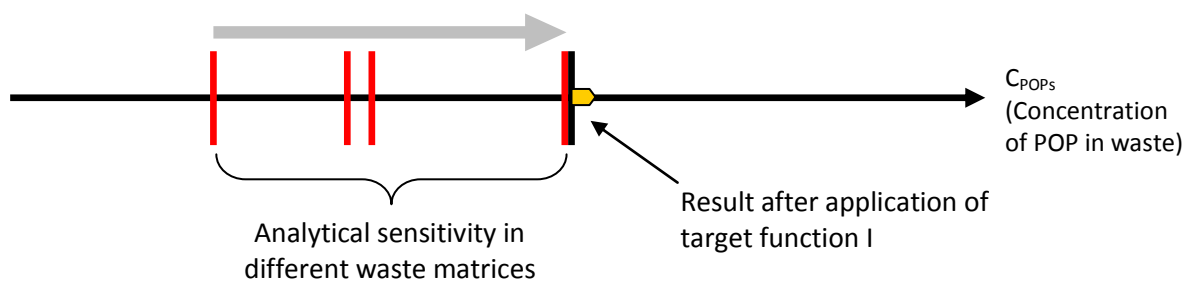 C_POPs
(Concentration
of POP in waste)
Result after application of
target function I
Analytical sensitivity in
different waste matrices